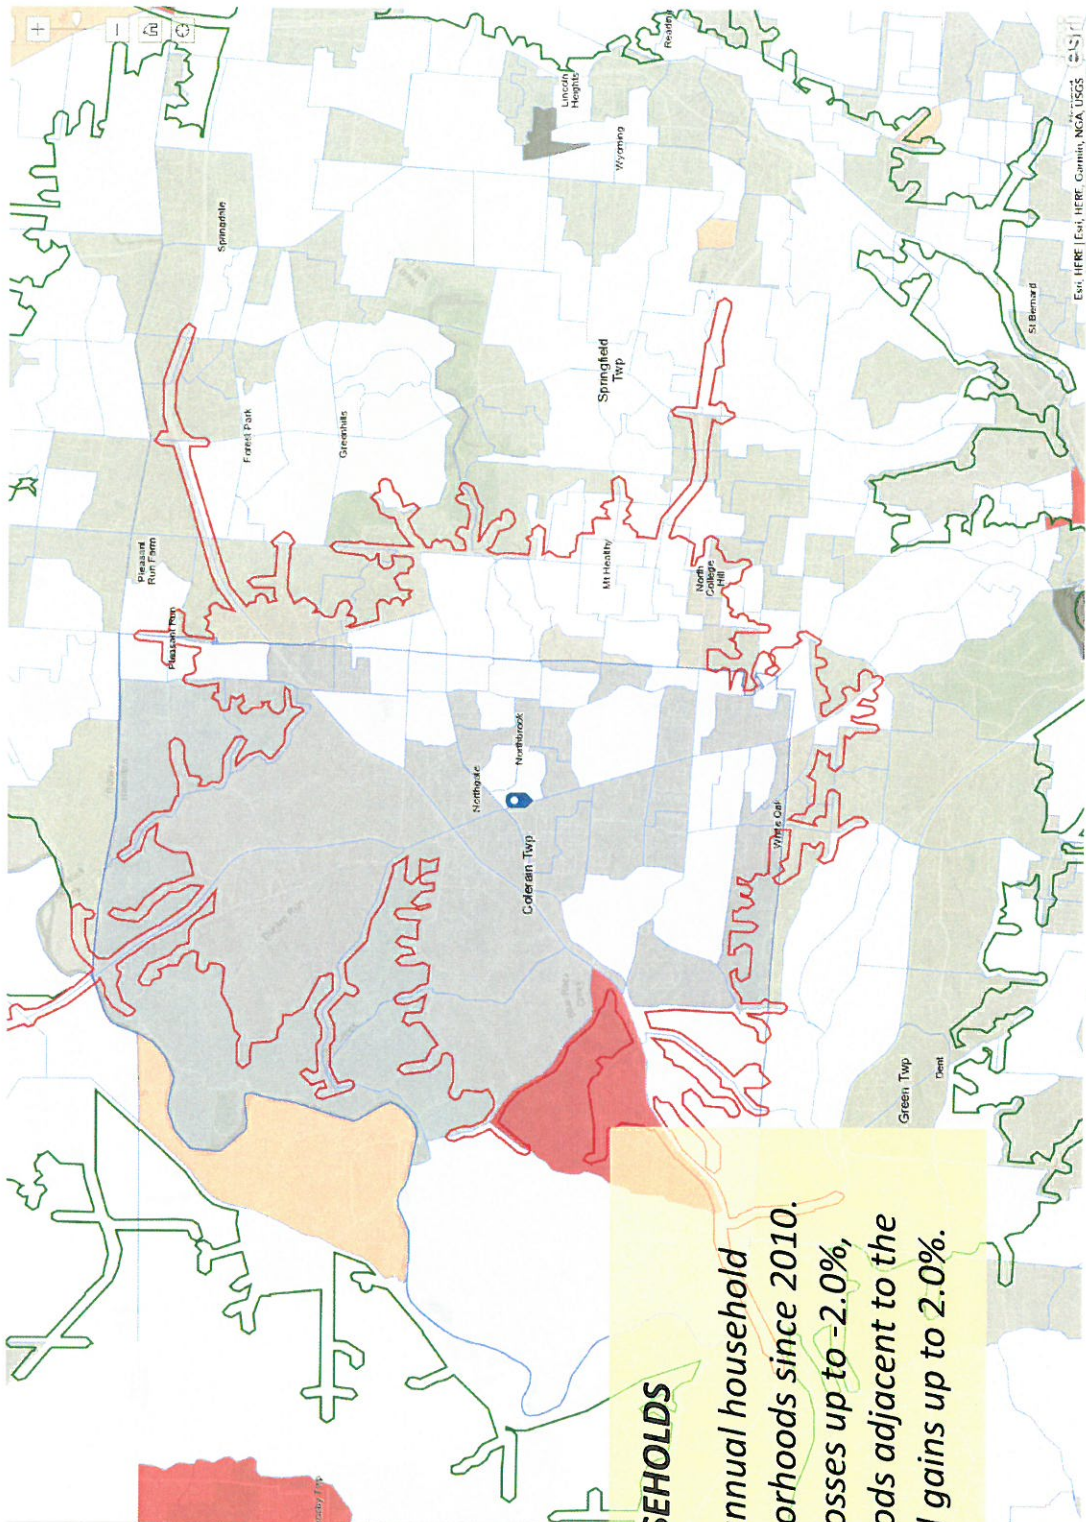 Reading
Lincoln
Heights
Wyoming
Springdale
St Bernard
Springfield
Twp
Forest Park
Greenhills
Pleasant
Run Farm
Pleasant Run
Mt Healthy
North
College
Hill
Northgate
Northbrook
Colerain Twp
White Oak
Green Twp
Dent
SEHOLDS
nnual household
orhoods since 2010.
osses up to -2.0%,
ods adjacent to the
l gains up to 2.0%.
Esri, HERE | Esri, HERE, Garmin, NGA, USGS
esri